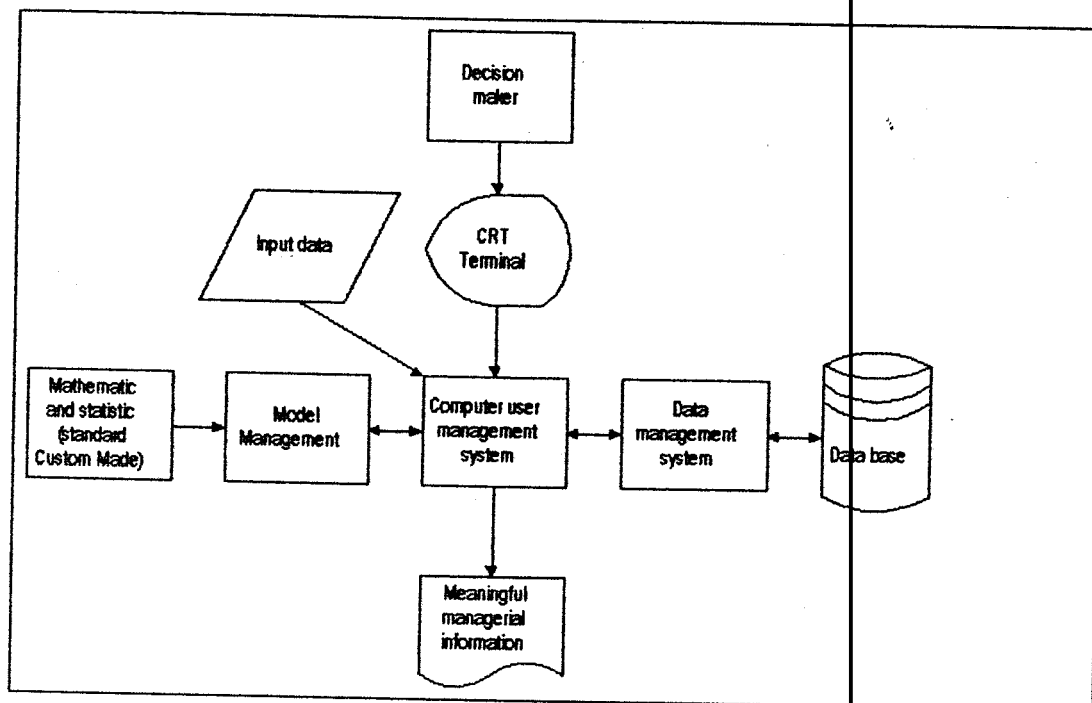 Decision
maker
Input data
CRT
Terminal
Mathematic
and statistic
(standard
Custom Made)
Model
Management
Computer user
management
system
Data
management
system
Data base
Meaningful
managerial
information